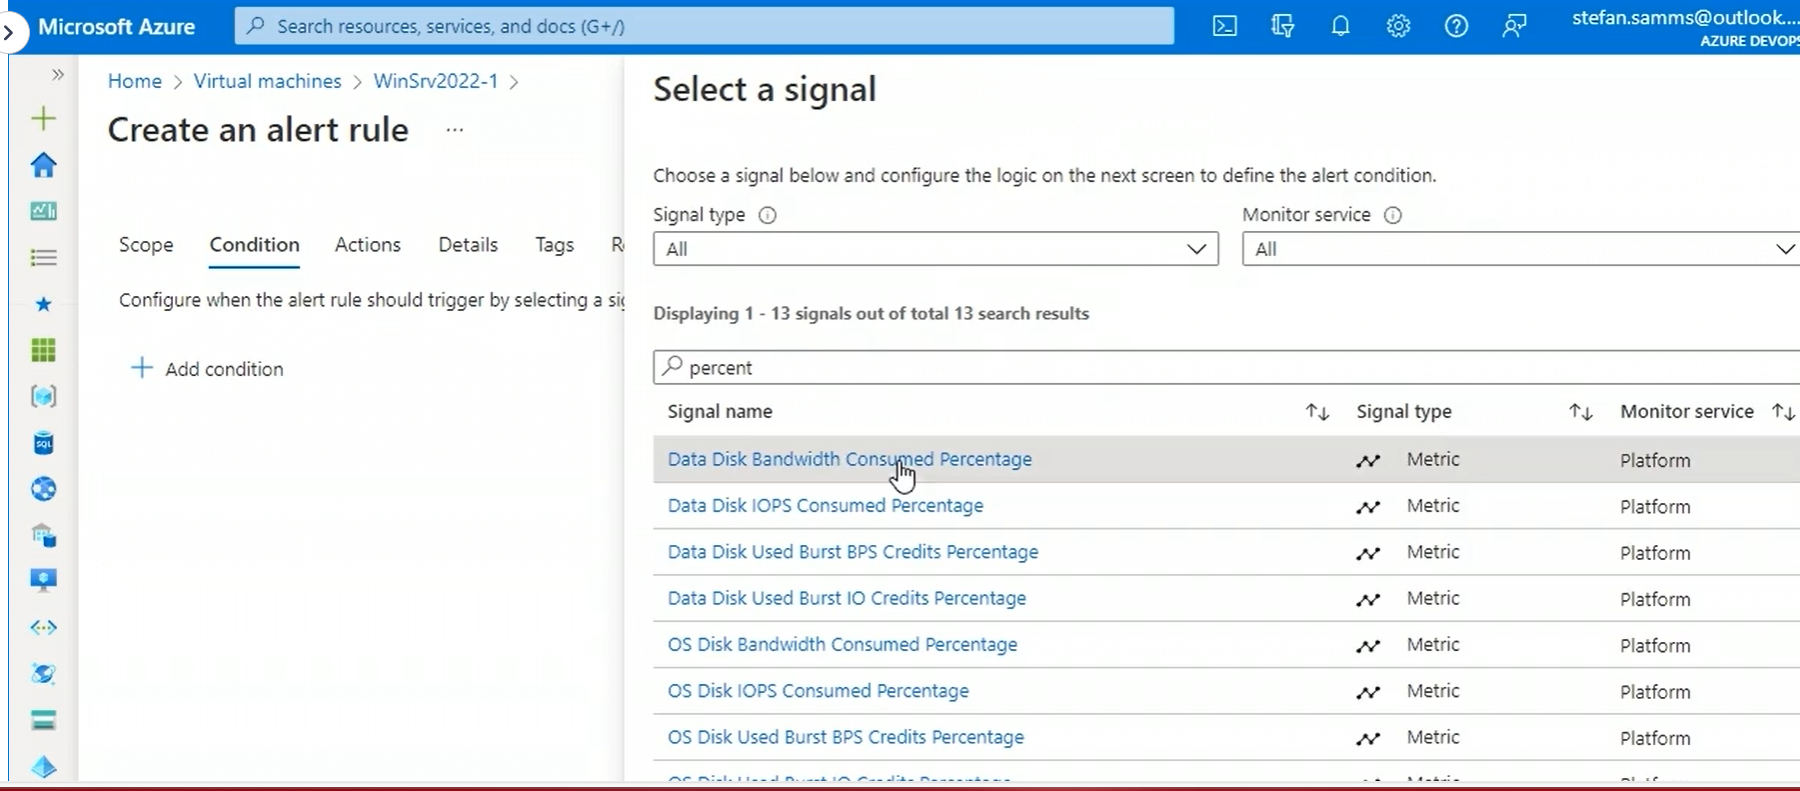 Microsoft Azure
Search resources, services, and docs (G+/)
stefan.samms@outlook....
AZURE DEVOPS
Home > Virtual machines > WinSrv2022-1 >
Create an alert rule ...
Scope Condition Actions Details Tags
Configure when the alert rule should trigger by selecting a
+ Add condition
Select a signal
Choose a signal below and configure the logic on the next screen to define the alert condition.
Signal type Monitor service
All All
Displaying 1 - 13 signals out of total 13 search results
percent
Signal name Signal type Monitor service
Data Disk Bandwidth Consumed Percentage Metric Platform
Data Disk IOPS Consumed Percentage Metric Platform
Data Disk Used Burst BPS Credits Percentage Metric Platform
Data Disk Used Burst IO Credits Percentage Metric Platform
OS Disk Bandwidth Consumed Percentage Metric Platform
OS Disk IOPS Consumed Percentage Metric Platform
OS Disk Used Burst BPS Credits Percentage Metric Platform